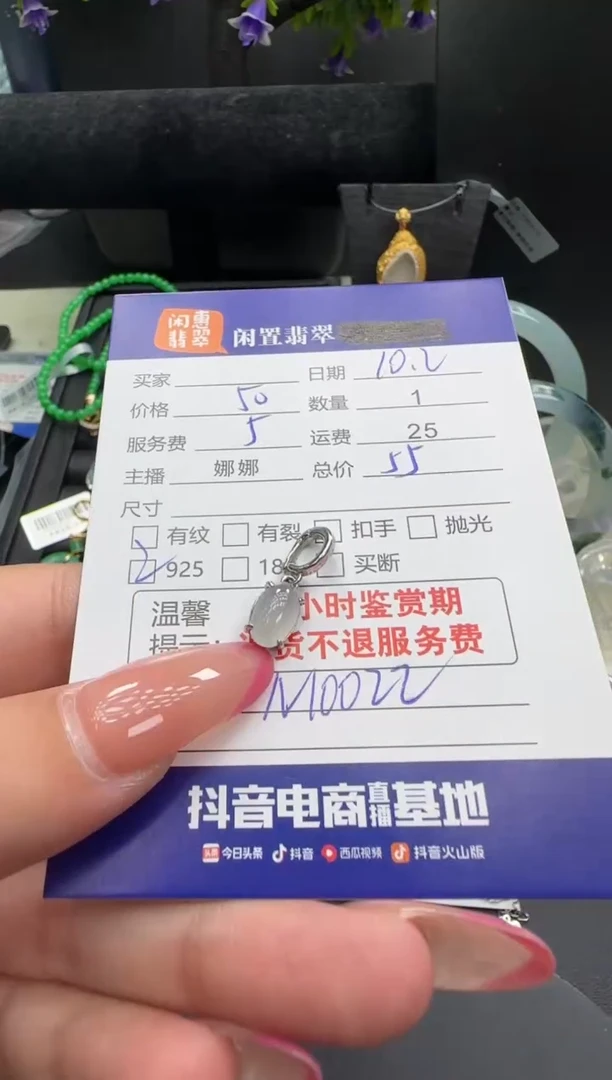 闲惠翡翠 闲置翡翠
买家 日期 10.2
价格 50 数量 1
服务费 5 运费 25
主播 娜娜 总价 55
尺寸
有纹 有裂 扣手 抛光
925 18 买断
温馨 小时鉴赏期
提示: 货不退服务费
M0022
抖音电商直播基地
头条 今日头条 抖音 西瓜视频 抖音火山版